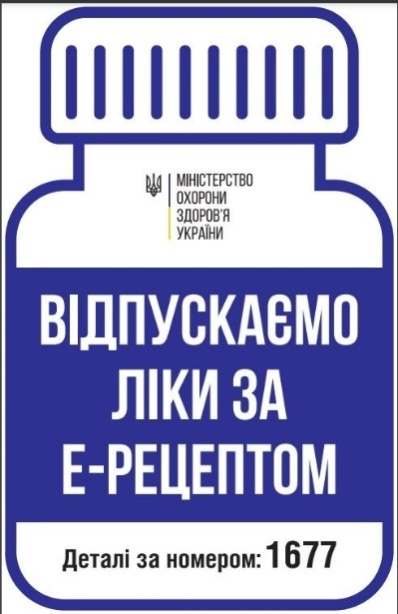 МІНІСТЕРСТВО
ОХОРОНИ
ЗДОРОВ'Я
УКРАЇНИ
ВІДПУСКАЄМО
ЛІКИ ЗА
Е-РЕЦЕПТОМ
Деталі за номером: 1677